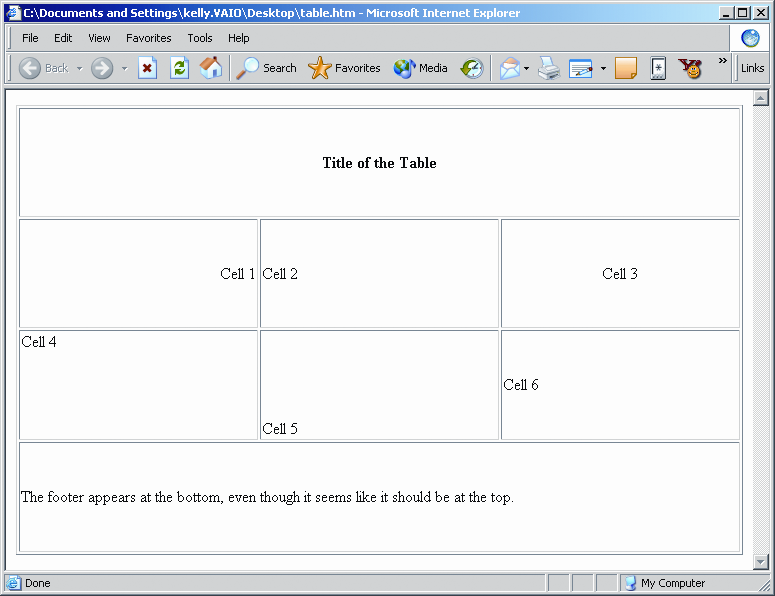 C:\Documents and Settings\kelly.VAIO\Desktop\table.htm - Microsoft Internet Explorer
File Edit View Favorites Tools Help
Back Search Favorites Media » Links
Title of the Table
Cell 1 Cell 2 Cell 3
Cell 4
Cell 6
Cell 5
The footer appears at the bottom, even though it seems like it should be at the top.
Done My Computer